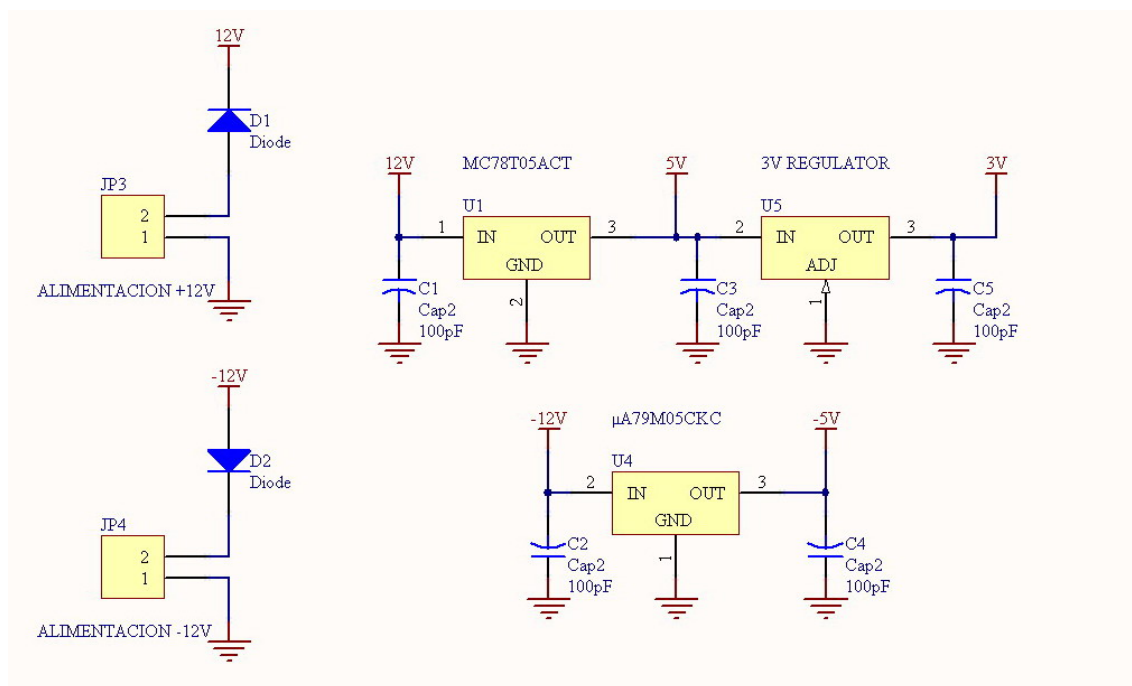 12V
D1
Diode
JP3
2
1
ALIMENTACION +12V
12V
MC78T05ACT
5V
3V REGULATOR
3V
U1
1
IN
OUT
3
GND
2
U5
2
IN
OUT
3
ADJ
1
C1
Cap2
100pF
C3
Cap2
100pF
C5
Cap2
100pF
-12V
D2
Diode
JP4
2
1
ALIMENTACION -12V
-12V
µA79M05CKC
-5V
U4
2
IN
OUT
3
GND
1
C2
Cap2
100pF
C4
Cap2
100pF